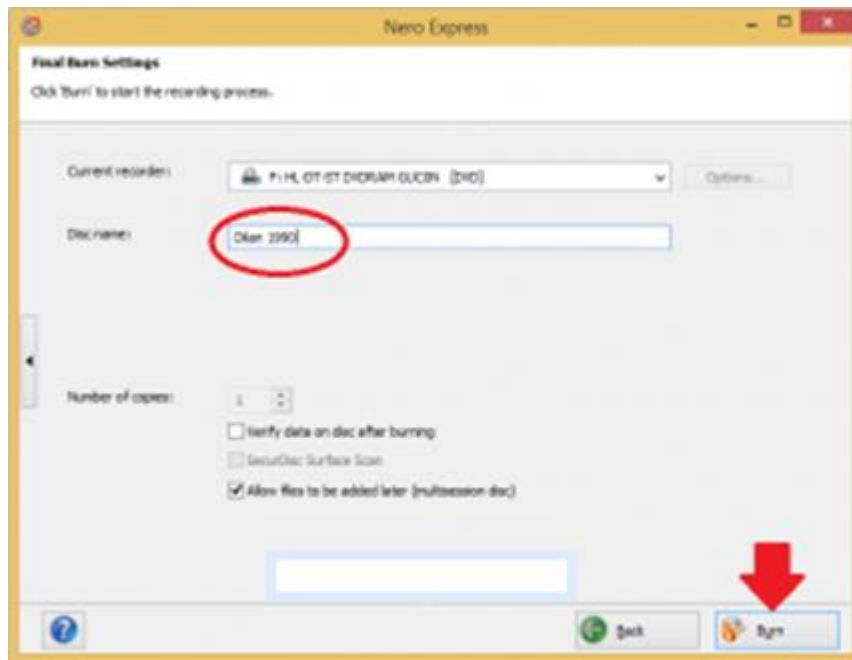 Nero Express
Final Burn Settings
Click 'Burn' to start the recording process.
Current recorder:
Options...
Disc name:
1990
Number of copies:
1
Verify data on disc after burning
SecurDisc Surface Scan
Allow files to be added later (multisession disc)
Back
Burn